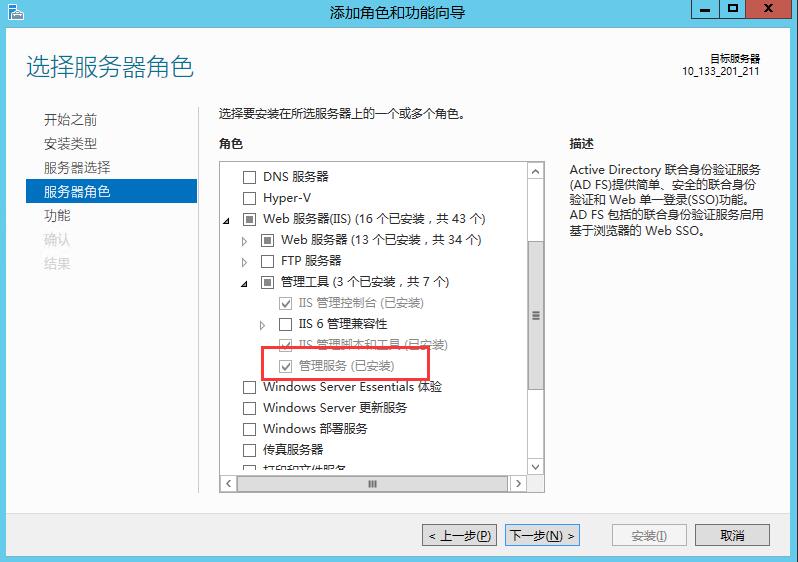 添加角色和功能向导
选择服务器角色
目标服务器
10_133_201_211
开始之前
安装类型
服务器选择
服务器角色
功能
确认
结果
选择要安装在所选服务器上的一个或多个角色。
角色
DNS 服务器
Hyper-V
Web 服务器(IIS) (16 个已安装，共 43 个)
Web 服务器 (13 个已安装，共 34 个)
FTP 服务器
管理工具 (3 个已安装，共 7 个)
IIS 管理控制台 (已安装)
IIS 6 管理兼容性
IIS 管理脚本和工具 (已安装)
管理服务 (已安装)
Windows Server Essentials 体验
Windows Server 更新服务
Windows 部署服务
传真服务器
打印和文件服务
描述
Active Directory 联合身份验证服务
(AD FS)提供简单、安全的联合身份
验证和 Web 单一登录(SSO)功能。
AD FS 包括的联合身份验证服务启用
基于浏览器的 Web SSO。
< 上一步(P)
下一步(N) >
安装(I)
取消